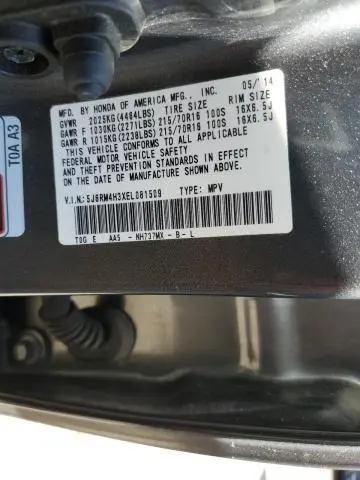 MFD. BY HONDA OF AMERICA MFG., INC. 05/14
GVWR 2025KG(4464LBS) TIRE SIZE RIM SIZE
GAWR F 1030KG(2271LBS) 215/70R16 100S 16X6.5J
GAWR R 1015KG(2238LBS) 215/70R16 100S 16X6.5J
THIS VEHICLE CONFORMS TO ALL APPLICABLE
FEDERAL MOTOR VEHICLE SAFETY
AND THEFT PREVENTION STANDARDS IN EFFECT
ON THE DATE OF MANUFACTURE SHOWN ABOVE.
V.I.N.: 5J6RM4H3XEL081509 TYPE: MPV
T0G E AA5 - NH737MX - B - L
T0A A3